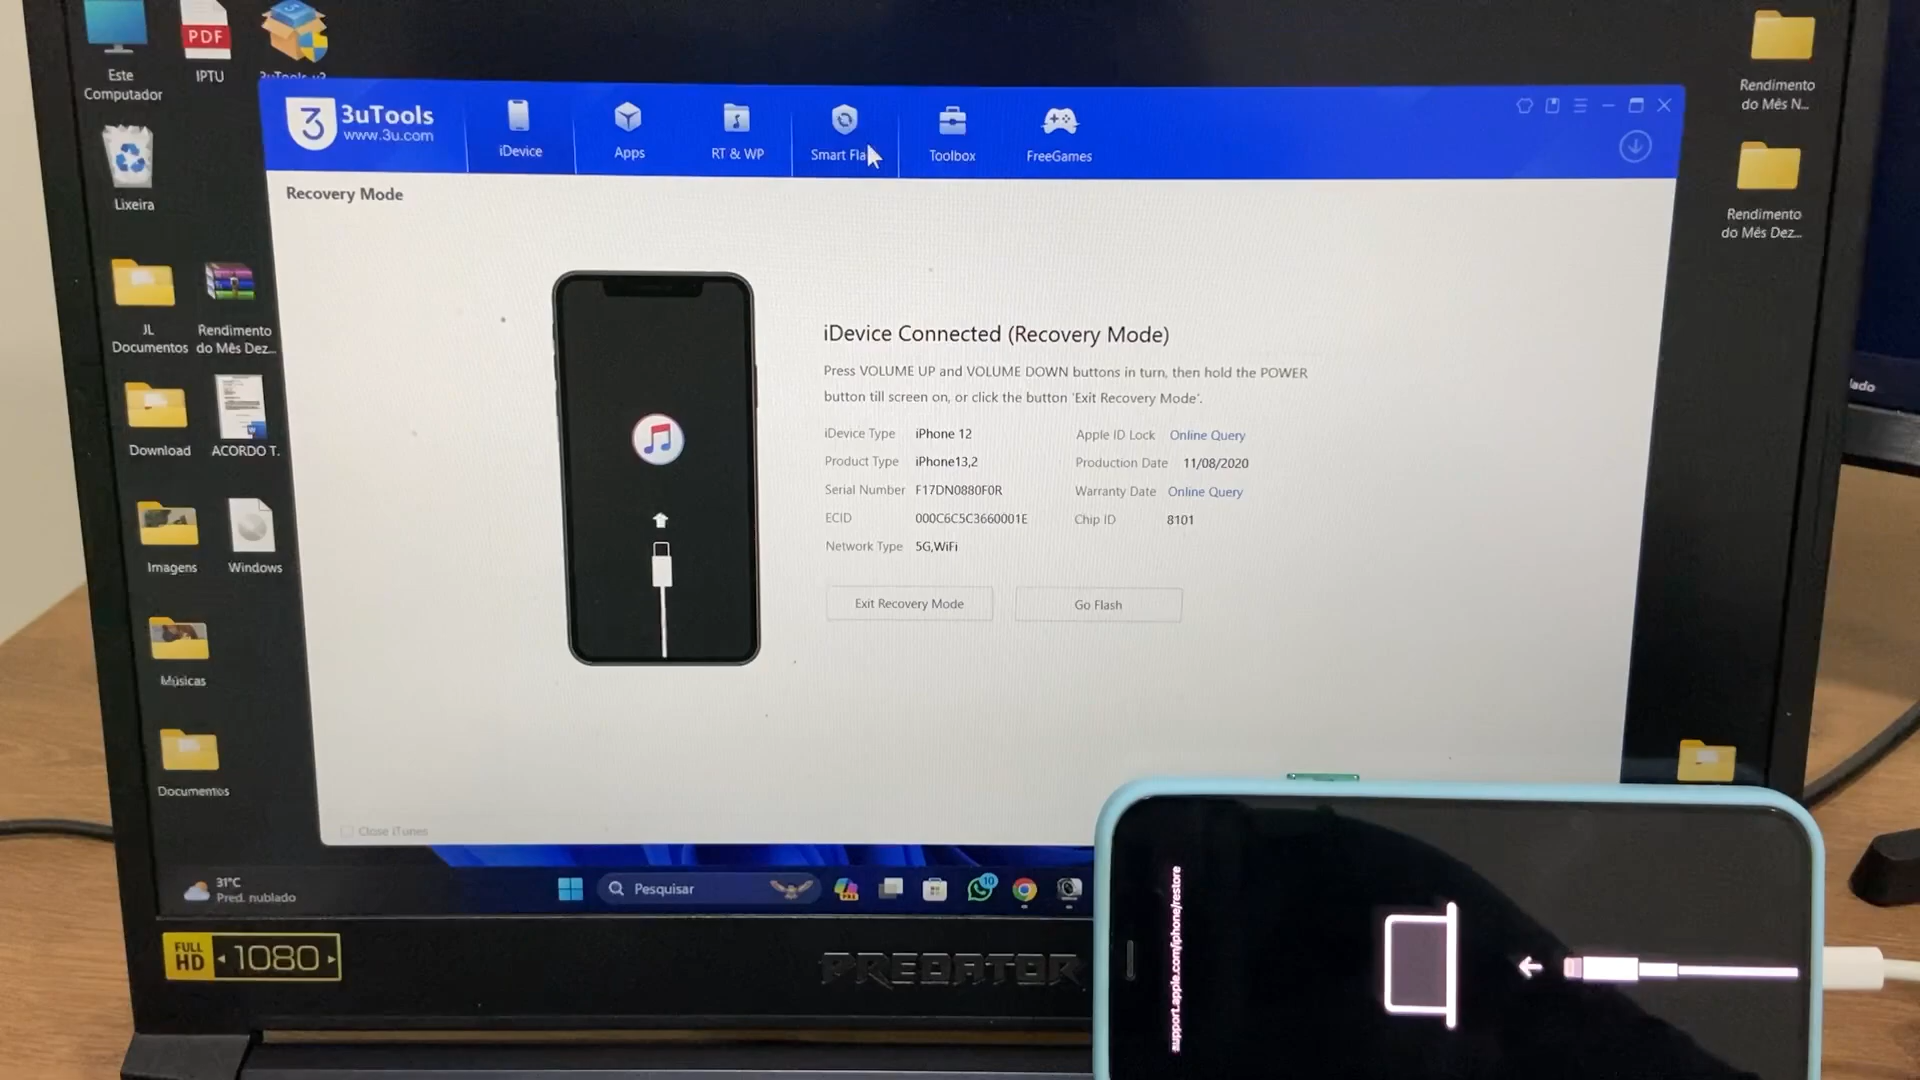 Este
Computador
PDF
IPTU
Lixeira
JL
Documentos
Rendimento
do Mês Dez...
Download
ACORDO T.
Imagens
Windows
Músicas
Documentos
3
3uTools
www.3u.com
iDevice
Apps
RT & WP
Toolbox
FreeGames
Recovery Mode
iDevice Connected (Recovery Mode)
Press VOLUME UP and VOLUME DOWN buttons in turn, then hold the POWER
button till screen on, or click the button 'Exit Recovery Mode'.
iDevice Type iPhone 12
Apple ID Lock Online Query
Product Type iPhone13,2
Production Date 11/08/2020
Serial Number F17DN0880F0R
Warranty Date Online Query
ECID 000C6C5C3660001E
Chip ID 8101
Network Type 5G,WiFi
Exit Recovery Mode
Go Flash
Close iTunes
Rendimento
do Mês N...
Rendimento
do Mês Dez...
31°C
Pred. nublado
Pesquisar
10
FULL
HD
1080
PREDATOR
support.apple.com/iphone/restore